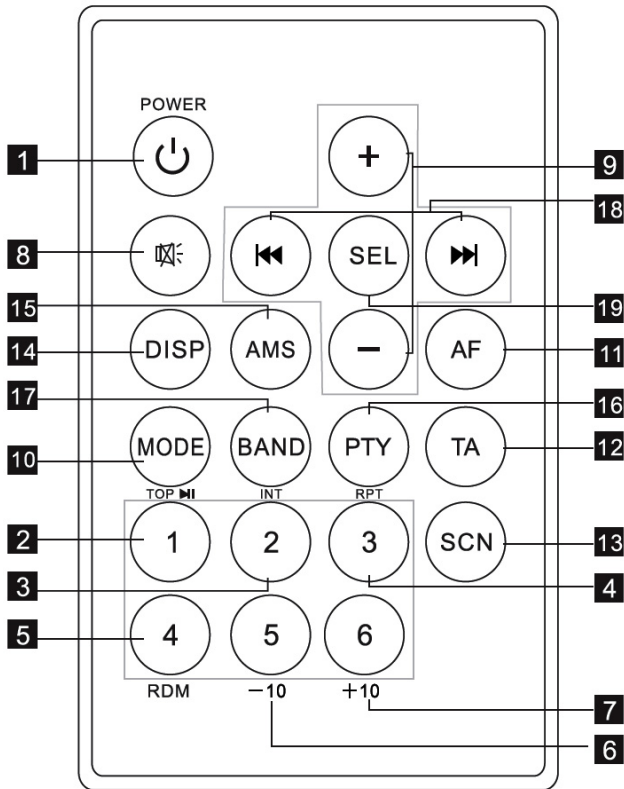 POWER
1
+
9
18
8
SEL
15
19
14
DISP
AMS
−
AF
11
17
16
10
MODE
BAND
PTY
TA
12
TOP
INT
RPT
2
1
2
3
SCN
13
3
4
5
4
5
6
RDM
−10
+10
7
6